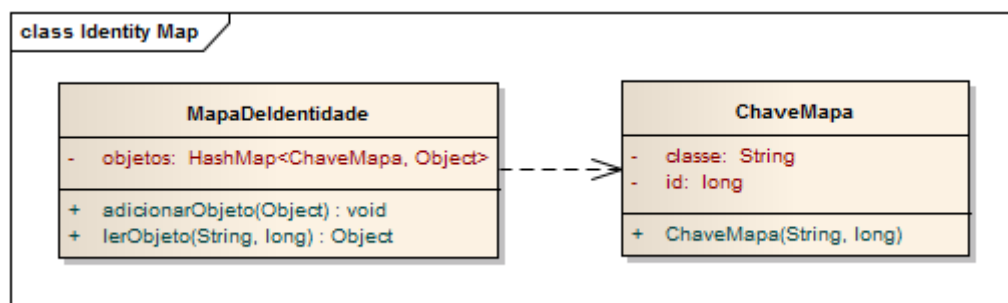 class Identity Map
MapaDeIdentidade
- objetos: HashMap<ChaveMapa, Object>
+ adicionarObjeto(Object) : void
+ lerObjeto(String, long) : Object
ChaveMapa
- classe: String
- id: long
+ ChaveMapa(String, long)